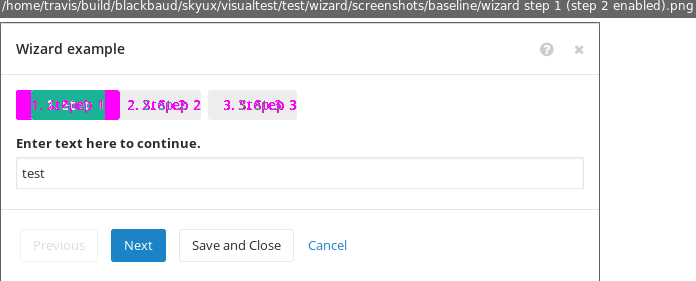 /home/travis/build/blackbaud/skyux/visualtest/test/wizard/screenshots/baseline/wizard step 1 (step 2 enabled).png
Wizard example
1. Step 1 2. Step 2 3. Step 3
Enter text here to continue.
test
Previous Next Save and Close Cancel